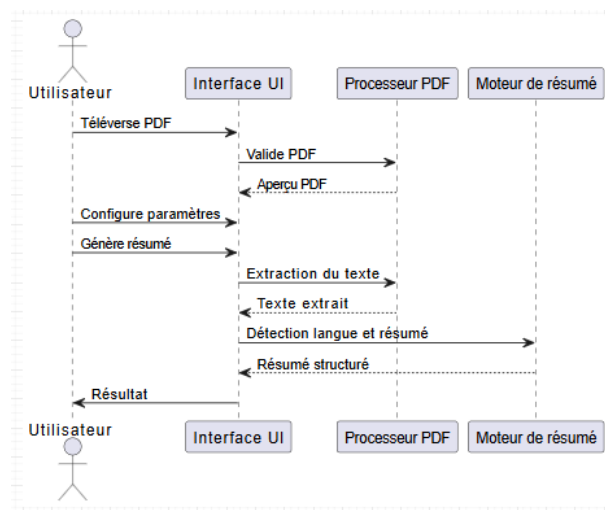 Utilisateur
Interface UI
Processeur PDF
Moteur de résumé
Téléverse PDF
Valide PDF
Aperçu PDF
Configure paramètres
Génère résumé
Extraction du texte
Texte extrait
Détection langue et résumé
Résumé structuré
Résultat
Utilisateur
Interface UI
Processeur PDF
Moteur de résumé